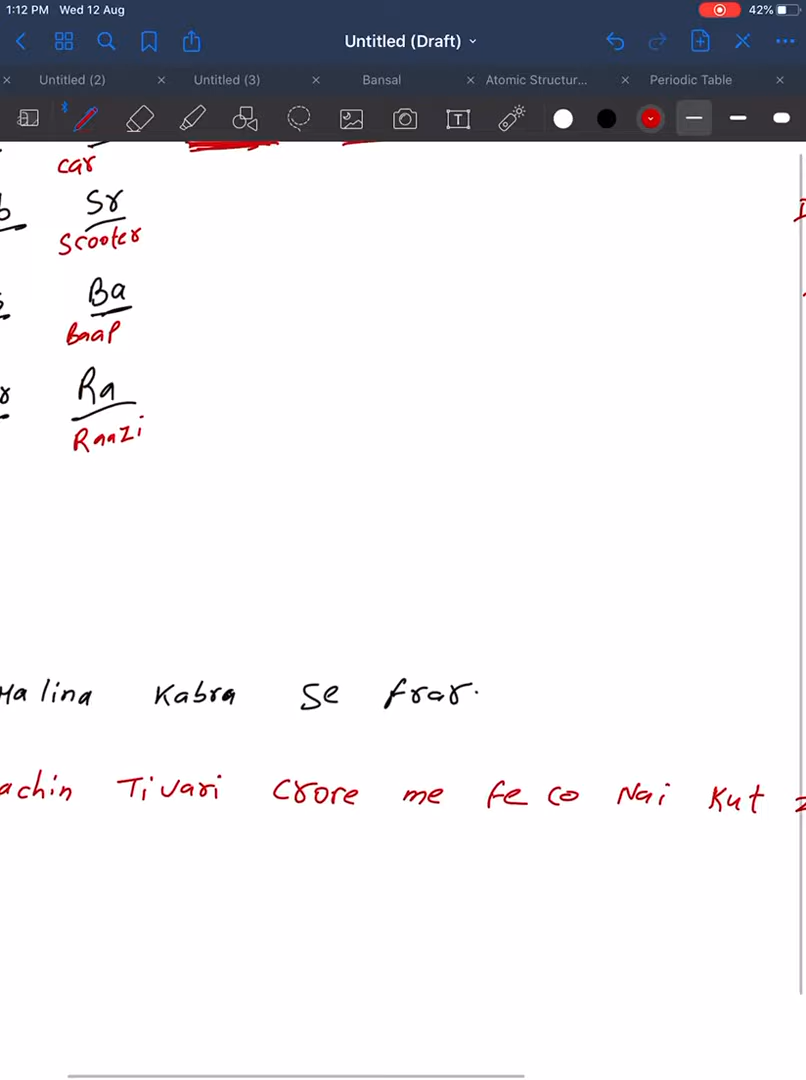 1:12 PM Wed 12 Aug 42%
Untitled (Draft)
Untitled (2) Untitled (3) Bansal Atomic Structur... Periodic Table
T
car
Sr
Scooter
Ba
Baap
Ra
Raazi
Halina Kabra se frar.
achin Tivari Crore me fe co Nai Kut